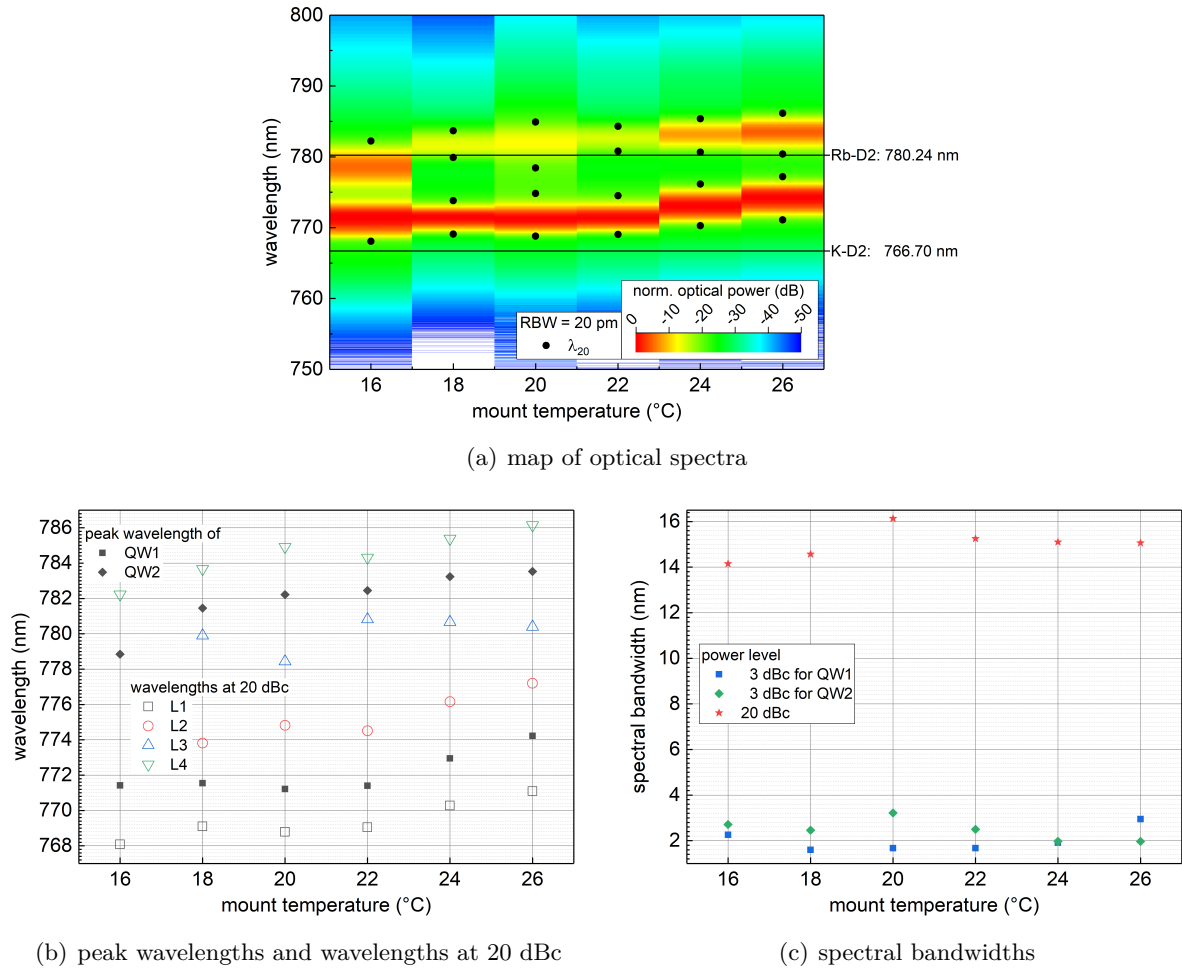 800
790
780
770
760
750
wavelength (nm)
16
18
20
22
24
26
mount temperature (°C)
Rb-D2: 780.24 nm
K-D2: 766.70 nm
RBW = 20 pm
λ20
norm. optical power (dB)
0
-10
-20
-30
-40
-50
(a) map of optical spectra
786
784
782
780
778
776
774
772
770
768
wavelength (nm)
peak wavelength of
QW1
QW2
wavelengths at 20 dBc
L1
L2
L3
L4
16
18
20
22
24
26
mount temperature (°C)
(b) peak wavelengths and wavelengths at 20 dBc
16
14
12
10
8
6
4
2
spectral bandwidth (nm)
power level
3 dBc for QW1
3 dBc for QW2
20 dBc
16
18
20
22
24
26
mount temperature (°C)
(c) spectral bandwidths